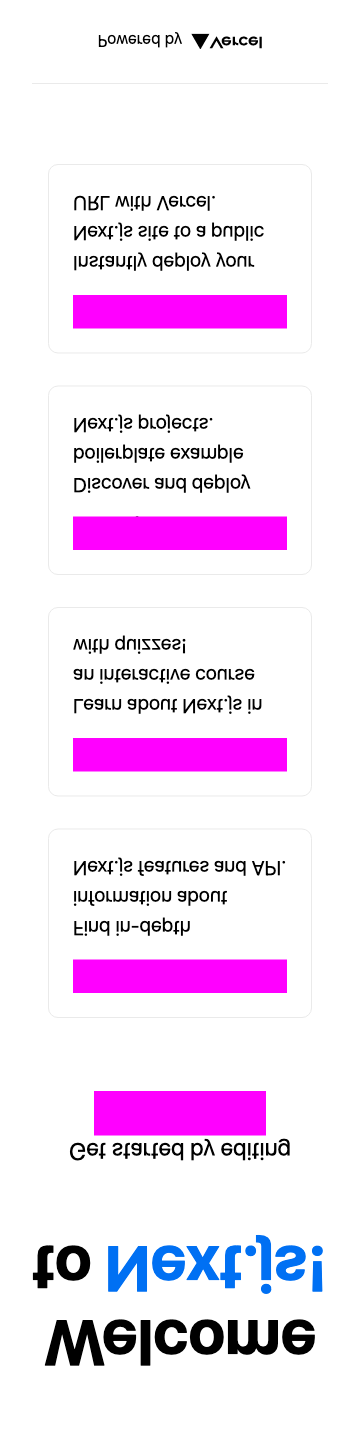 Welcome
to Next.js!
Get started by editing
Find in-depth
information about
Next.js features and API.
Learn about Next.js in
an interactive course
with quizzes!
Discover and deploy
boilerplate example
Next.js projects.
Instantly deploy your
Next.js site to a public
URL with Vercel.
Powered by Vercel